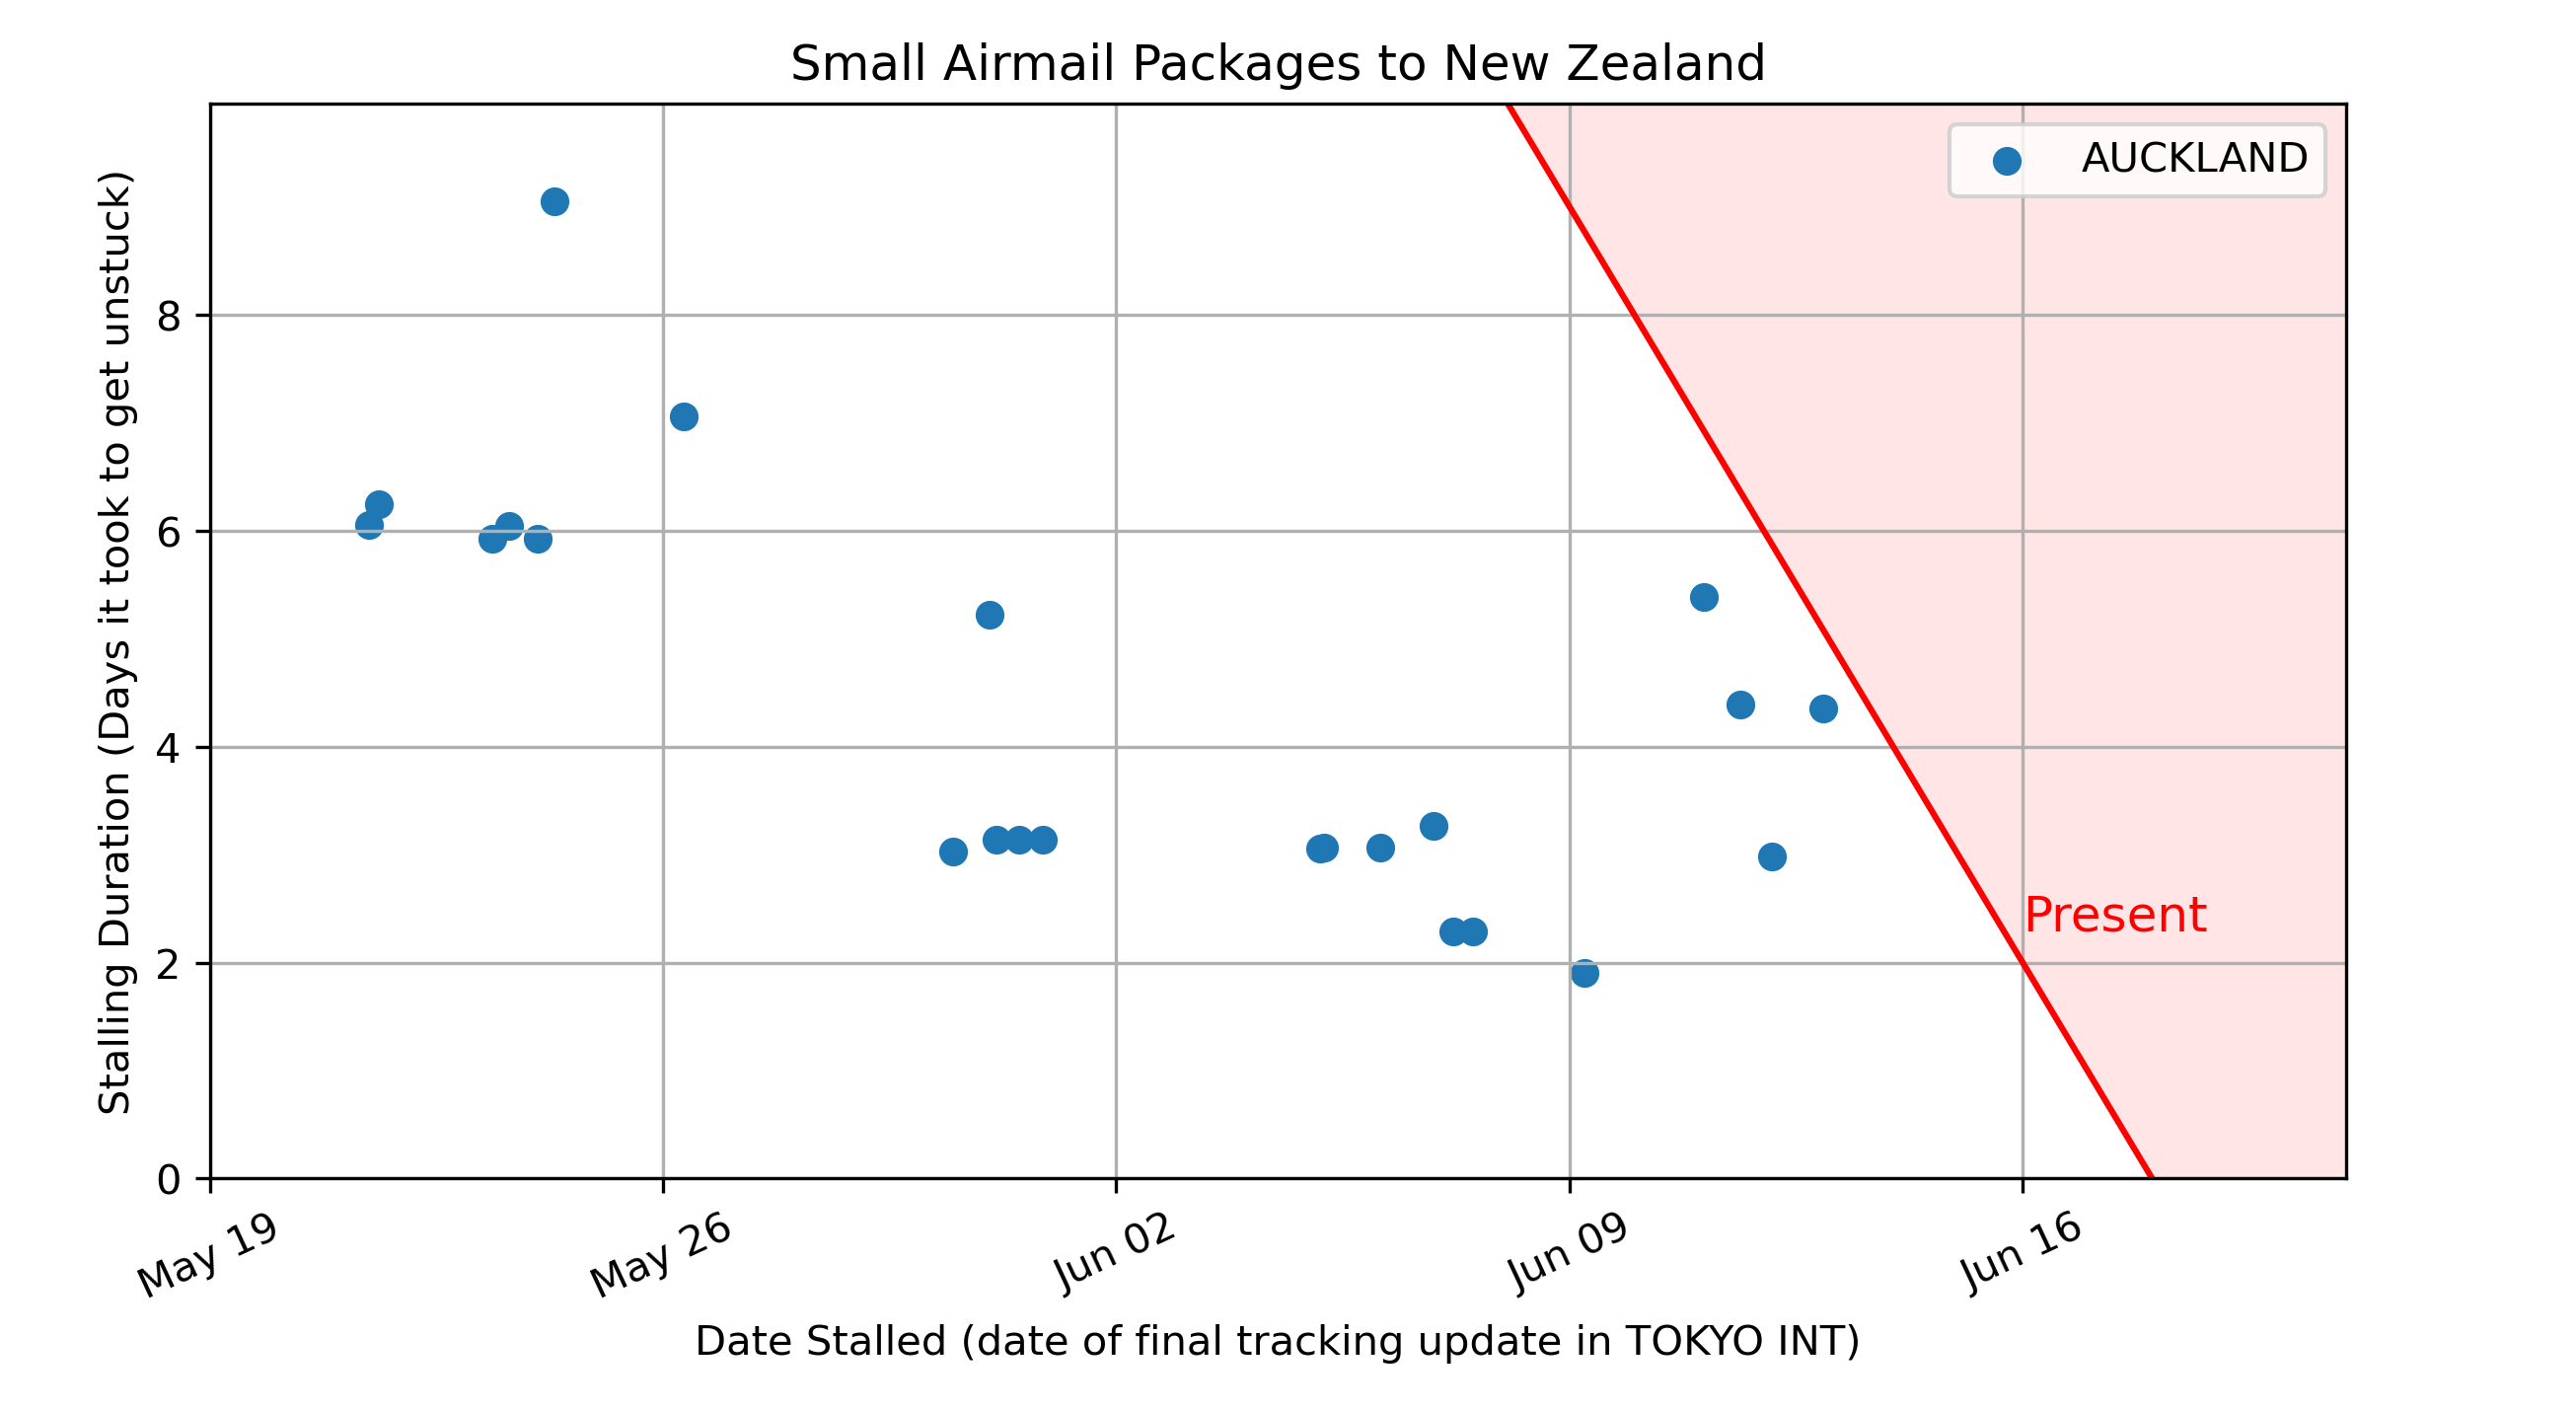 Small Airmail Packages to New Zealand
AUCKLAND
Stalling Duration (Days it took to get unstuck)
8
6
4
2
0
Present
May 19
May 26
Jun 02
Jun 09
Jun 16
Date Stalled (date of final tracking update in TOKYO INT)